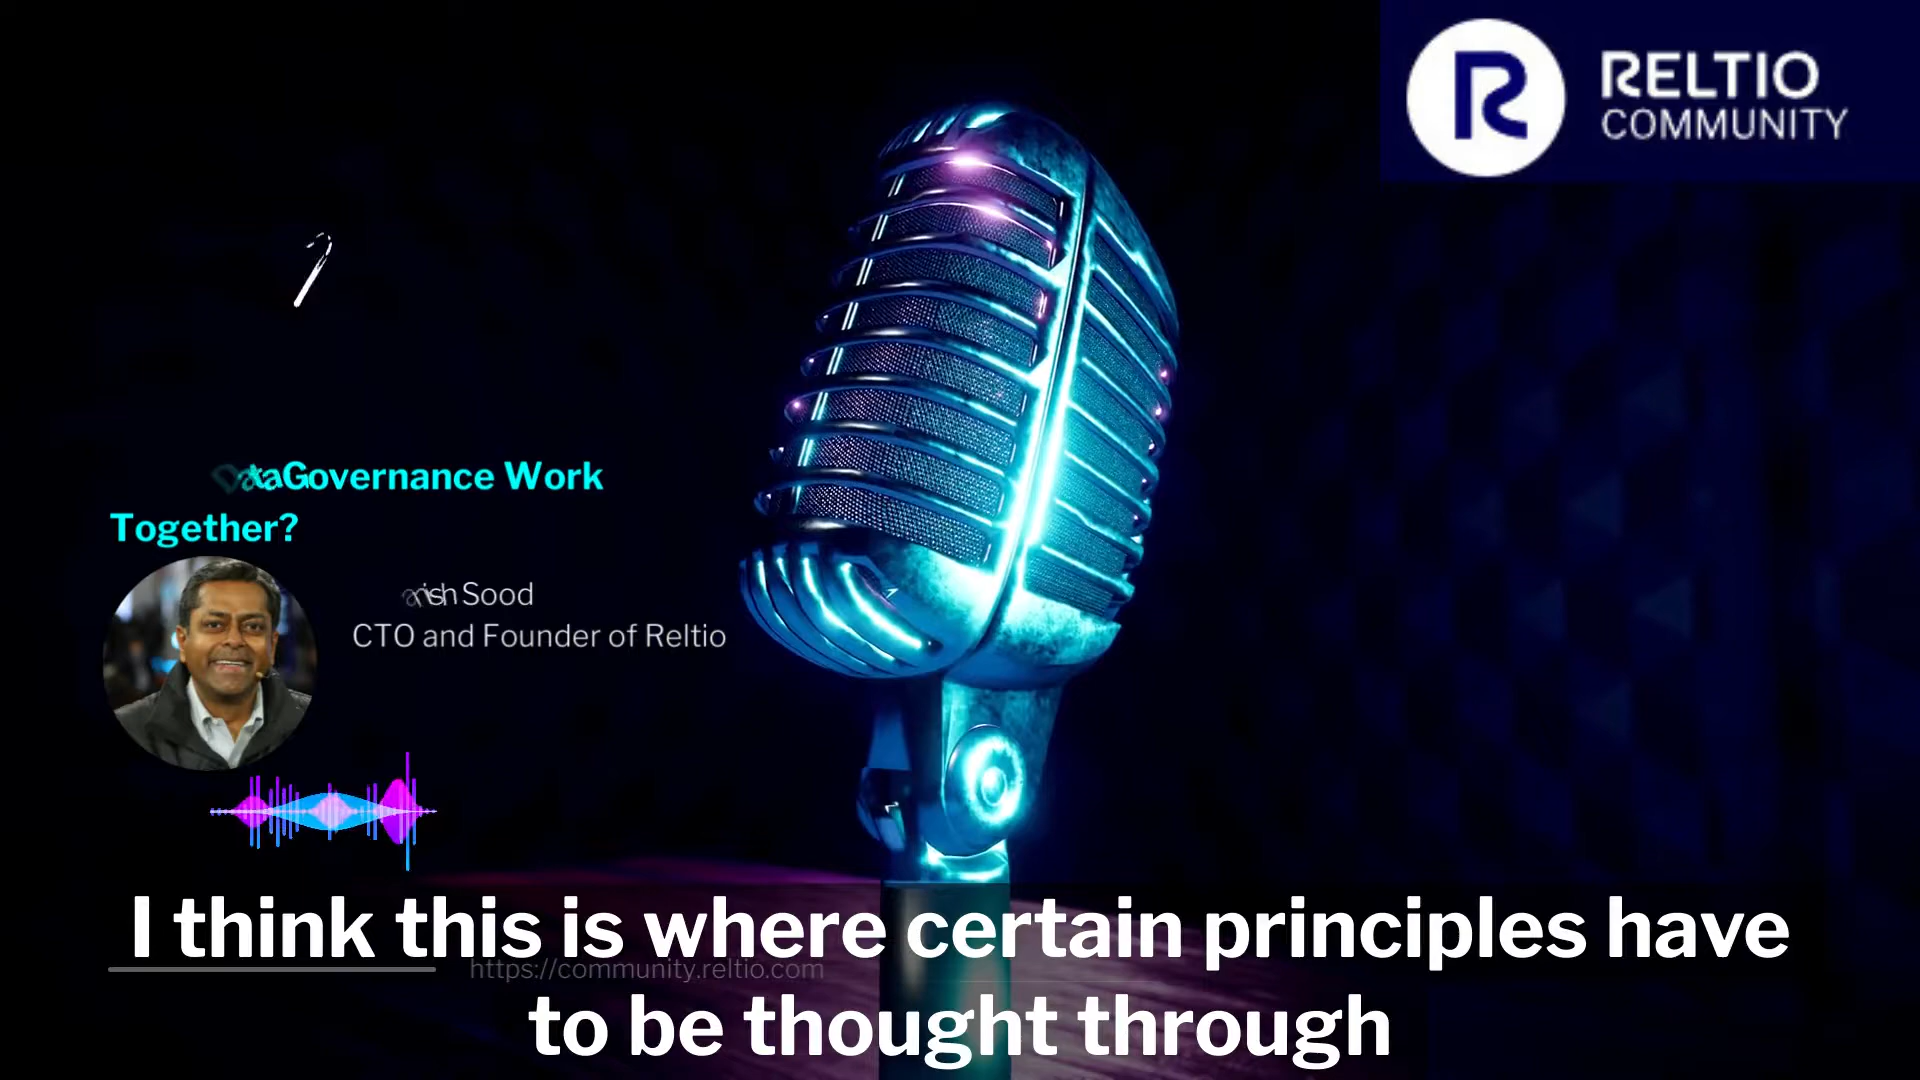 RELTIO
COMMUNITY
Data Governance Work
Together?
Sood
CTO and Founder of Reltio
I think this is where certain principles have
https://community.reltio.com
to be thought through